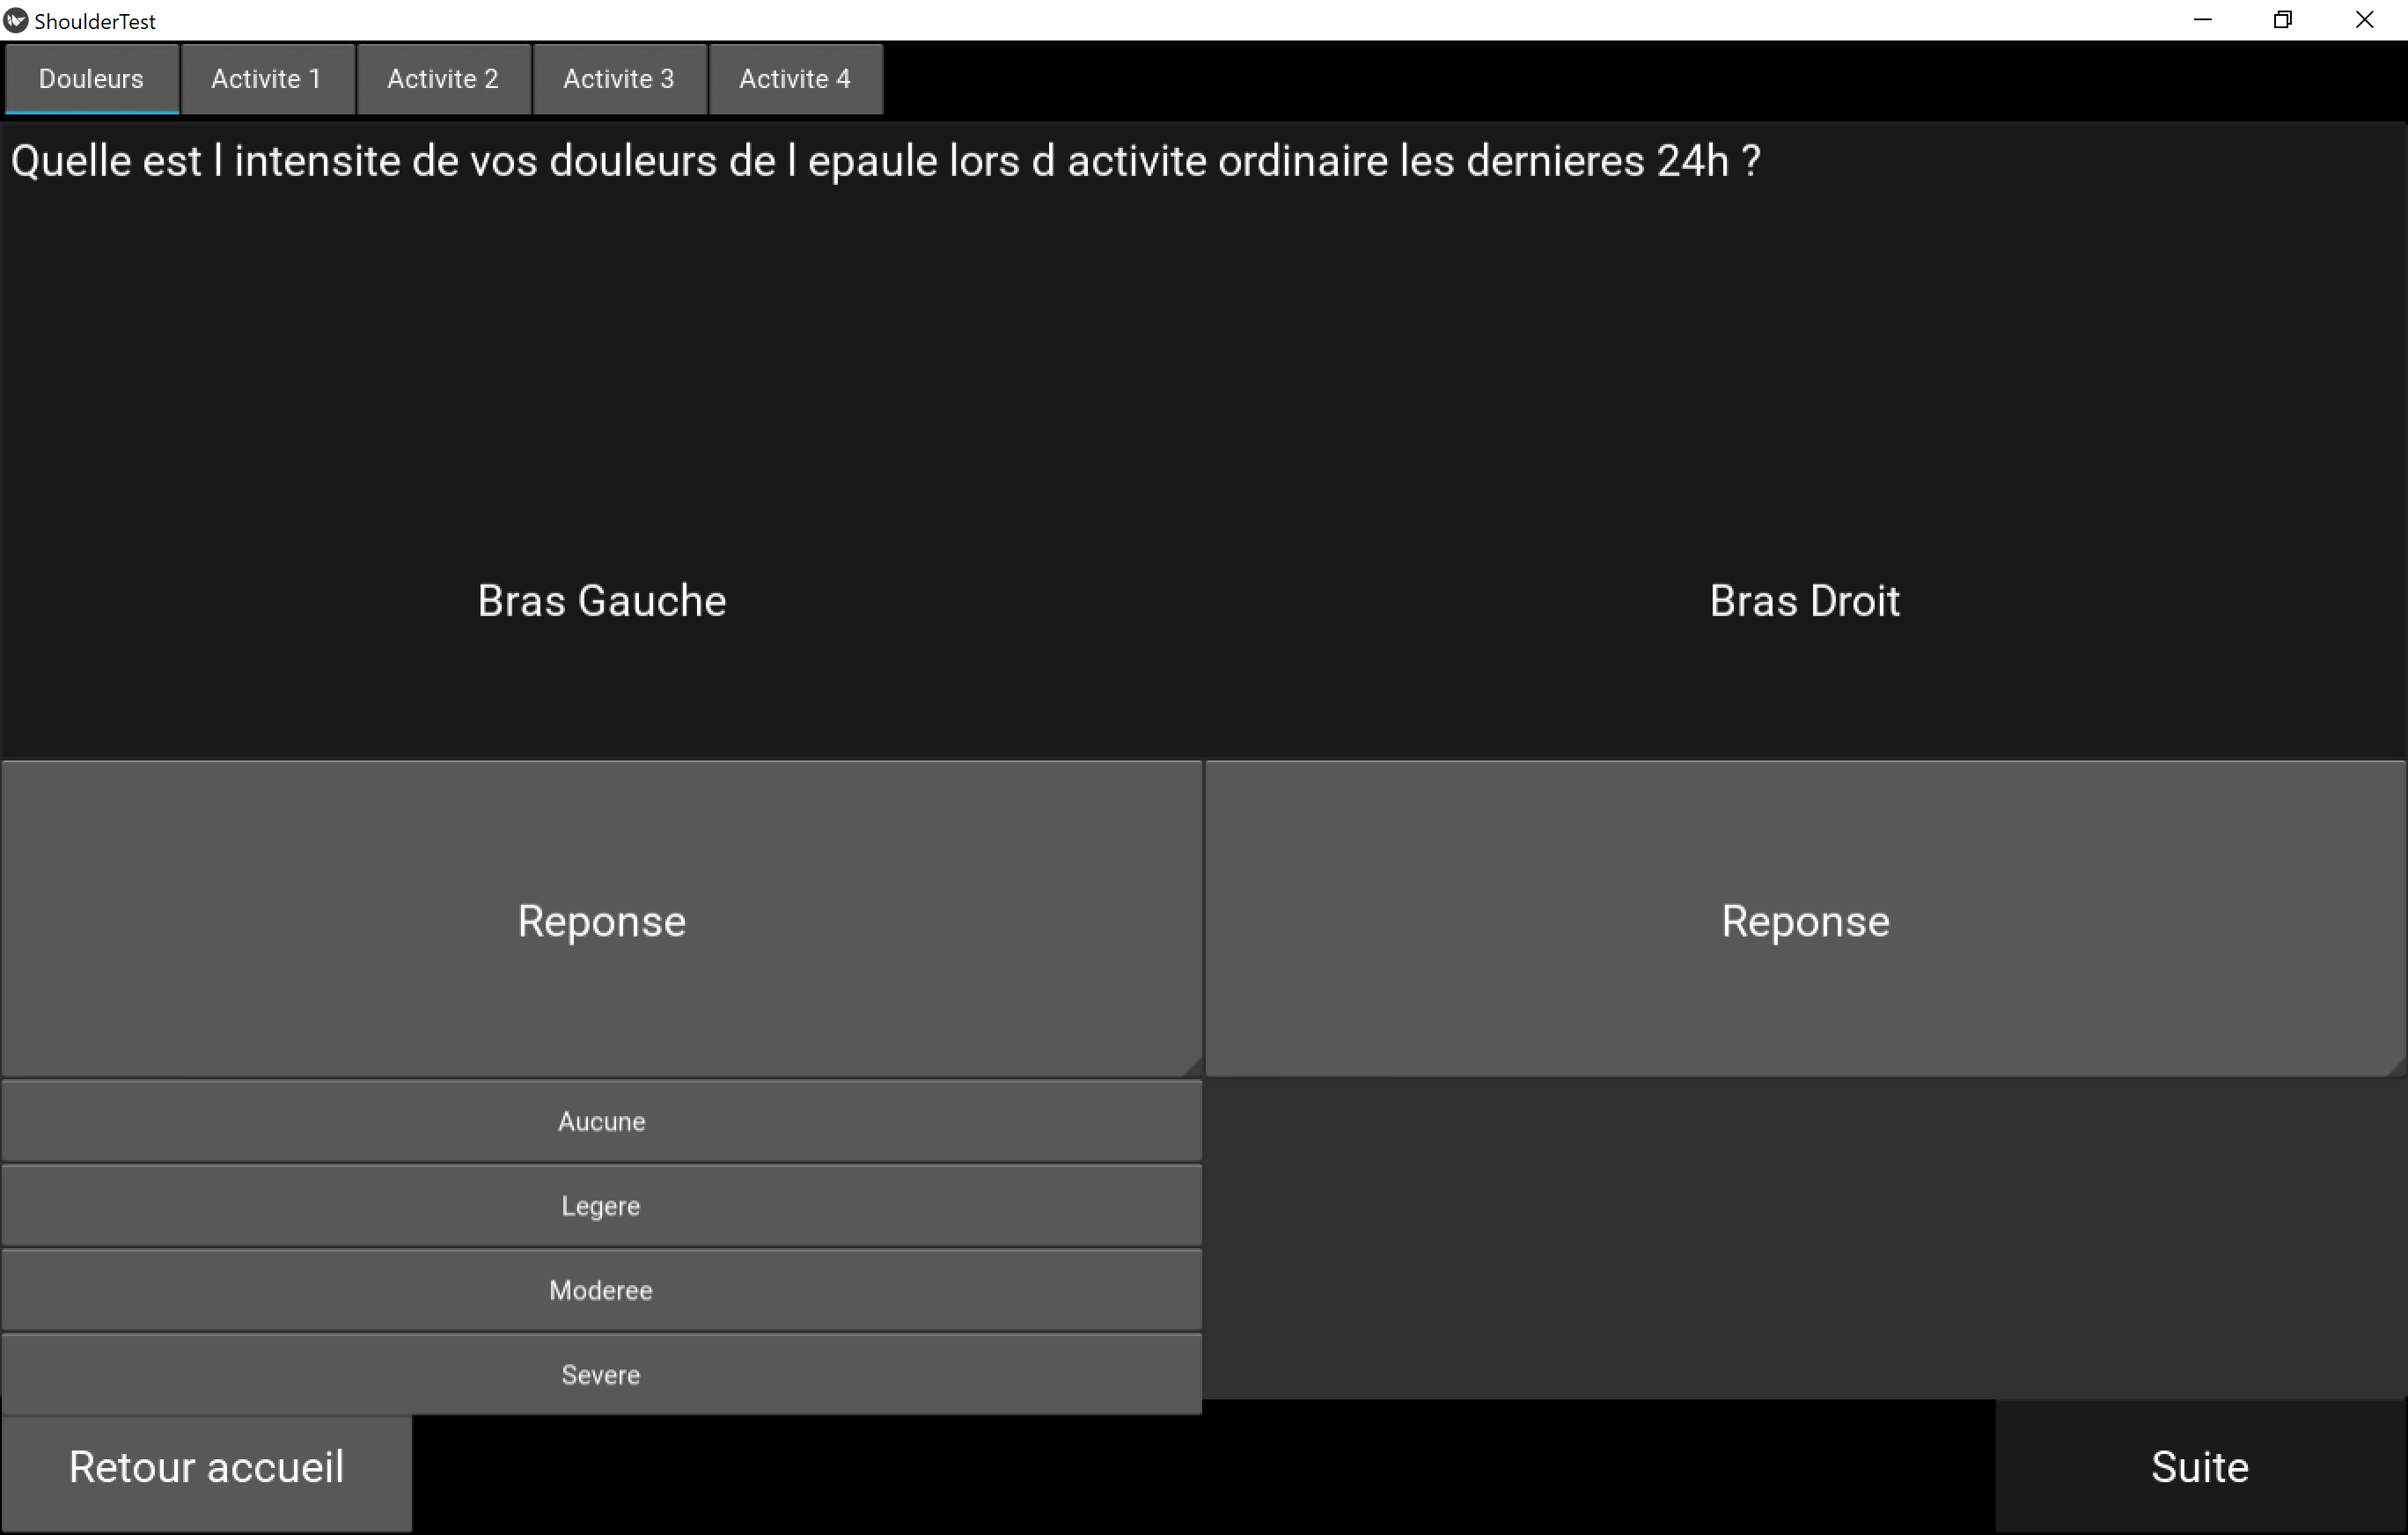 ShoulderTest
Douleurs Activite 1 Activite 2 Activite 3 Activite 4
Quelle est l intensite de vos douleurs de l epaule lors d activite ordinaire les dernieres 24h ?
Bras Gauche Bras Droit
Reponse Reponse
Aucune
Legere
Moderee
Severe
Retour accueil Suite